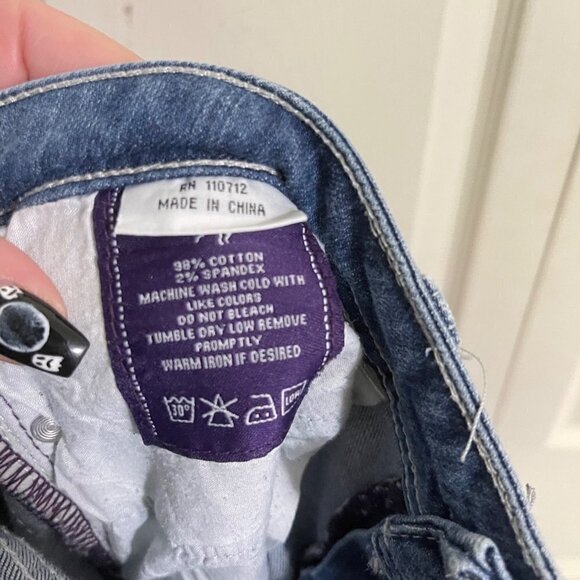 RN 110712
MADE IN CHINA
98% COTTON
2% SPANDEX
MACHINE WASH COLD WITH
LIKE COLORS
DO NOT BLEACH
TUMBLE DRY LOW REMOVE
PROMPTLY
WARM IRON IF DESIRED
30° LOW